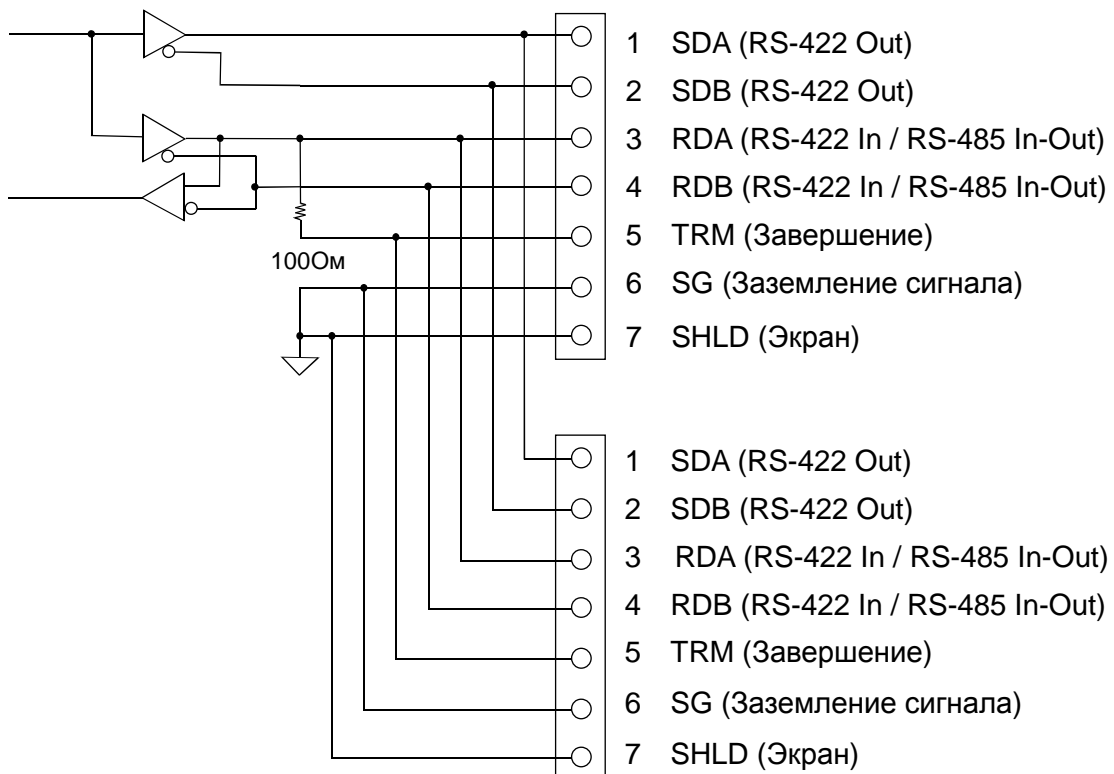 1 SDA (RS-422 Out)
2 SDB (RS-422 Out)
3 RDA (RS-422 In / RS-485 In-Out)
4 RDB (RS-422 In / RS-485 In-Out)
5 TRM (Завершение)
100Ом
6 SG (Заземление сигнала)
7 SHLD (Экран)
1 SDA (RS-422 Out)
2 SDB (RS-422 Out)
3 RDA (RS-422 In / RS-485 In-Out)
4 RDB (RS-422 In / RS-485 In-Out)
5 TRM (Завершение)
6 SG (Заземление сигнала)
7 SHLD (Экран)